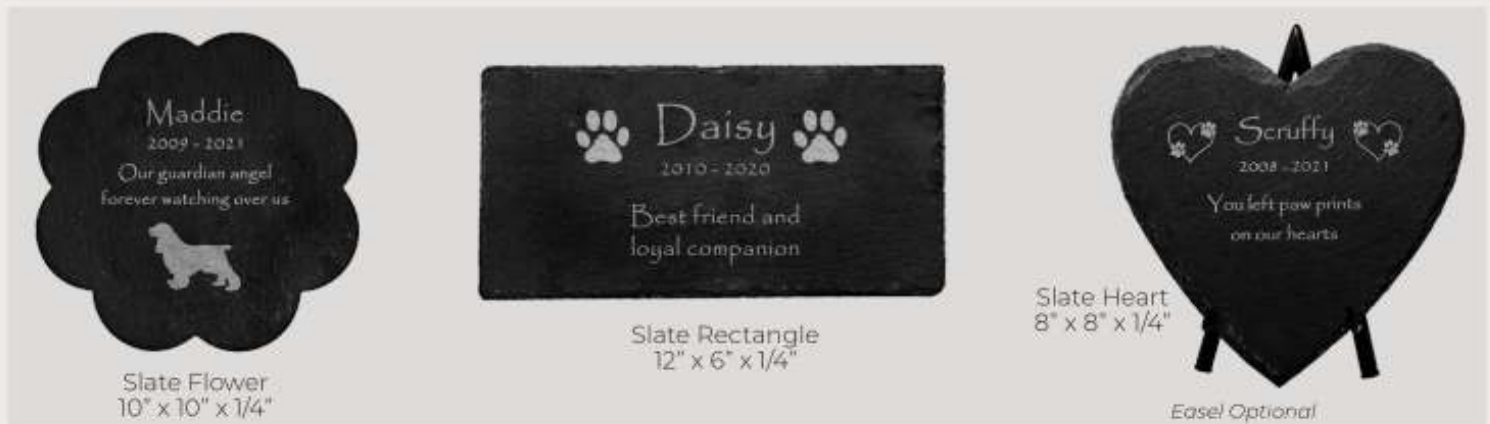 Maddie
2009 - 2021
Our guardian angel
forever watching over us
Slate Flower
10" x 10" x 1/4"
Daisy
2010 - 2020
Best friend and
loyal companion
Slate Rectangle
12" x 6" x 1/4"
Scruffy
2008 - 2021
You left paw prints
on our hearts
Slate Heart
8" x 8" x 1/4"
Easel Optional